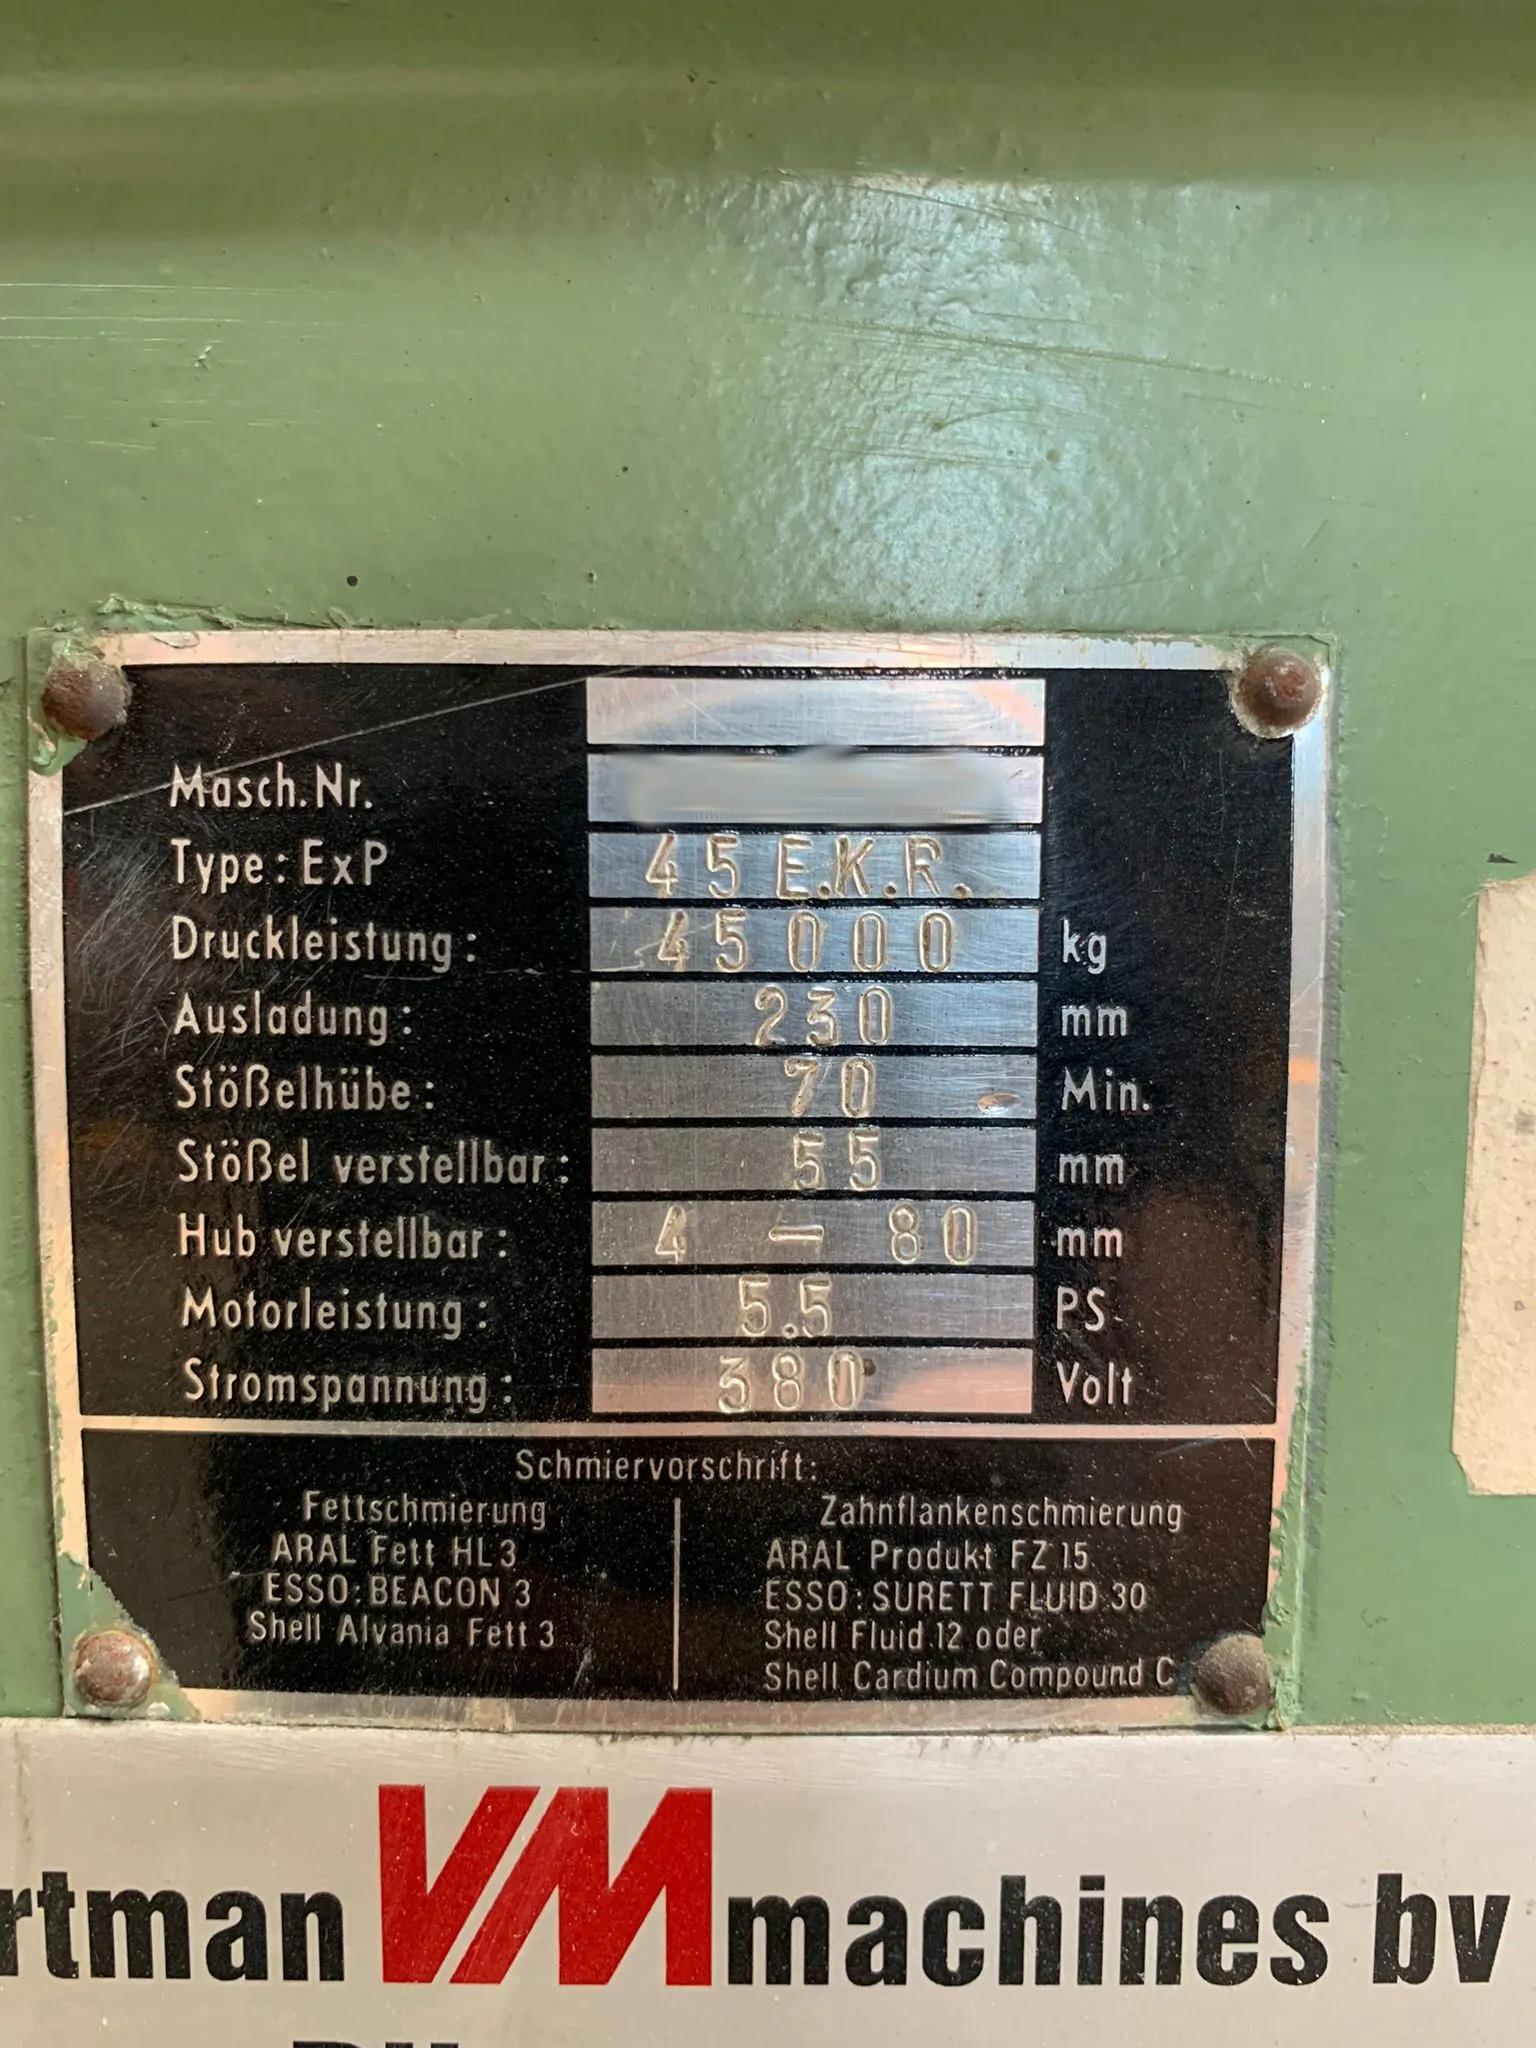 Masch. Nr.
Type: ExP 45 E.K.R.
Druckleistung: 45000 kg
Ausladung: 230 mm
Stößelhübe: 70 Min.
Stößel verstellbar: 55 mm
Hub verstellbar: 4 — 80 mm
Motorleistung: 5.5 PS
Stromspannung: 380 Volt
Schmiervorschrift:
Fettschmierung
ARAL Fett HL 3
ESSO: BEACON 3
Shell Alvania Fett 3
Zahnflankenschmierung
ARAL Produkt FZ 15
ESSO: SURETT FLUID 30
Shell Fluid 12 oder
Shell Cardium Compound C
rtman VM machines bv